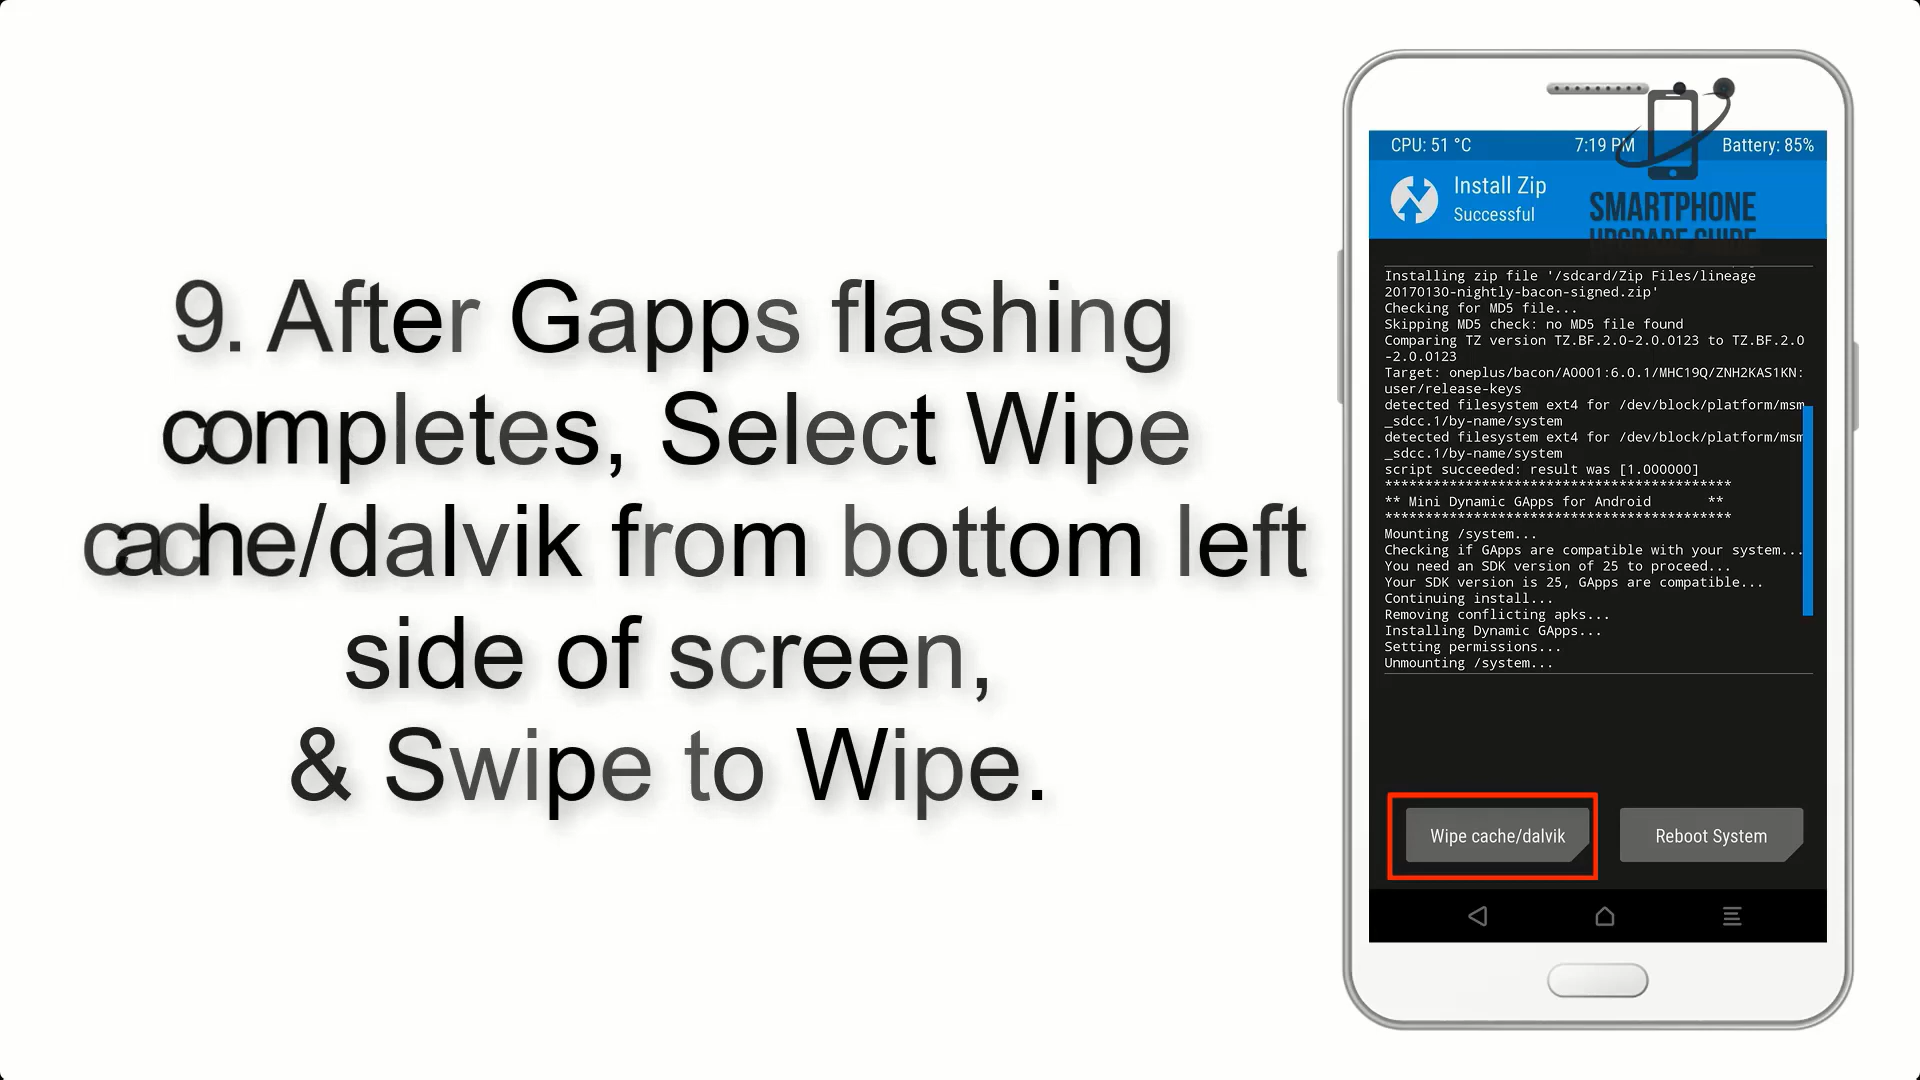 9. After Gapps flashing
completes, Select Wipe
cache/dalvik from bottom left
side of screen,
& Swipe to Wipe.
CPU: 51 °C 7:19 PM Battery: 85%
Install Zip
Successful
SMARTPHONE
UPGRADE GUIDE
Installing zip file '/sdcard/Zip Files/lineage
20170130-nightly-bacon-signed.zip'
Checking for MD5 file...
Skipping MD5 check: no MD5 file found
Comparing TZ version TZ.BF.2.0-2.0.0123 to TZ.BF.2.0
-2.0.0123
Target: oneplus/bacon/A0001:6.0.1/MHC19Q/ZNH2KAS1KN:
user/release-keys
detected filesystem ext4 for /dev/block/platform/msm
_sdcc.1/by-name/system
detected filesystem ext4 for /dev/block/platform/msm
_sdcc.1/by-name/system
script succeeded: result was [1.000000]
******************************************
** Mini Dynamic GApps for Android **
******************************************
Mounting /system...
Checking if GApps are compatible with your system...
You need an SDK version of 25 to proceed...
Your SDK version is 25, GApps are compatible...
Continuing install...
Removing conflicting apks...
Installing Dynamic GApps...
Setting permissions...
Unmounting /system...
Wipe cache/dalvik Reboot System